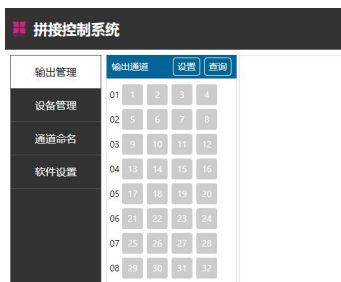 拼接控制系统
输出管理
设备管理
通道命名
软件设置
输出通道 设置 查询
01 1 2 3 4
02 5 6 7 8
03 9 10 11 12
04 13 14 15 16
05 17 18 19 20
06 21 22 23 24
07 25 26 27 28
08 29 30 31 32